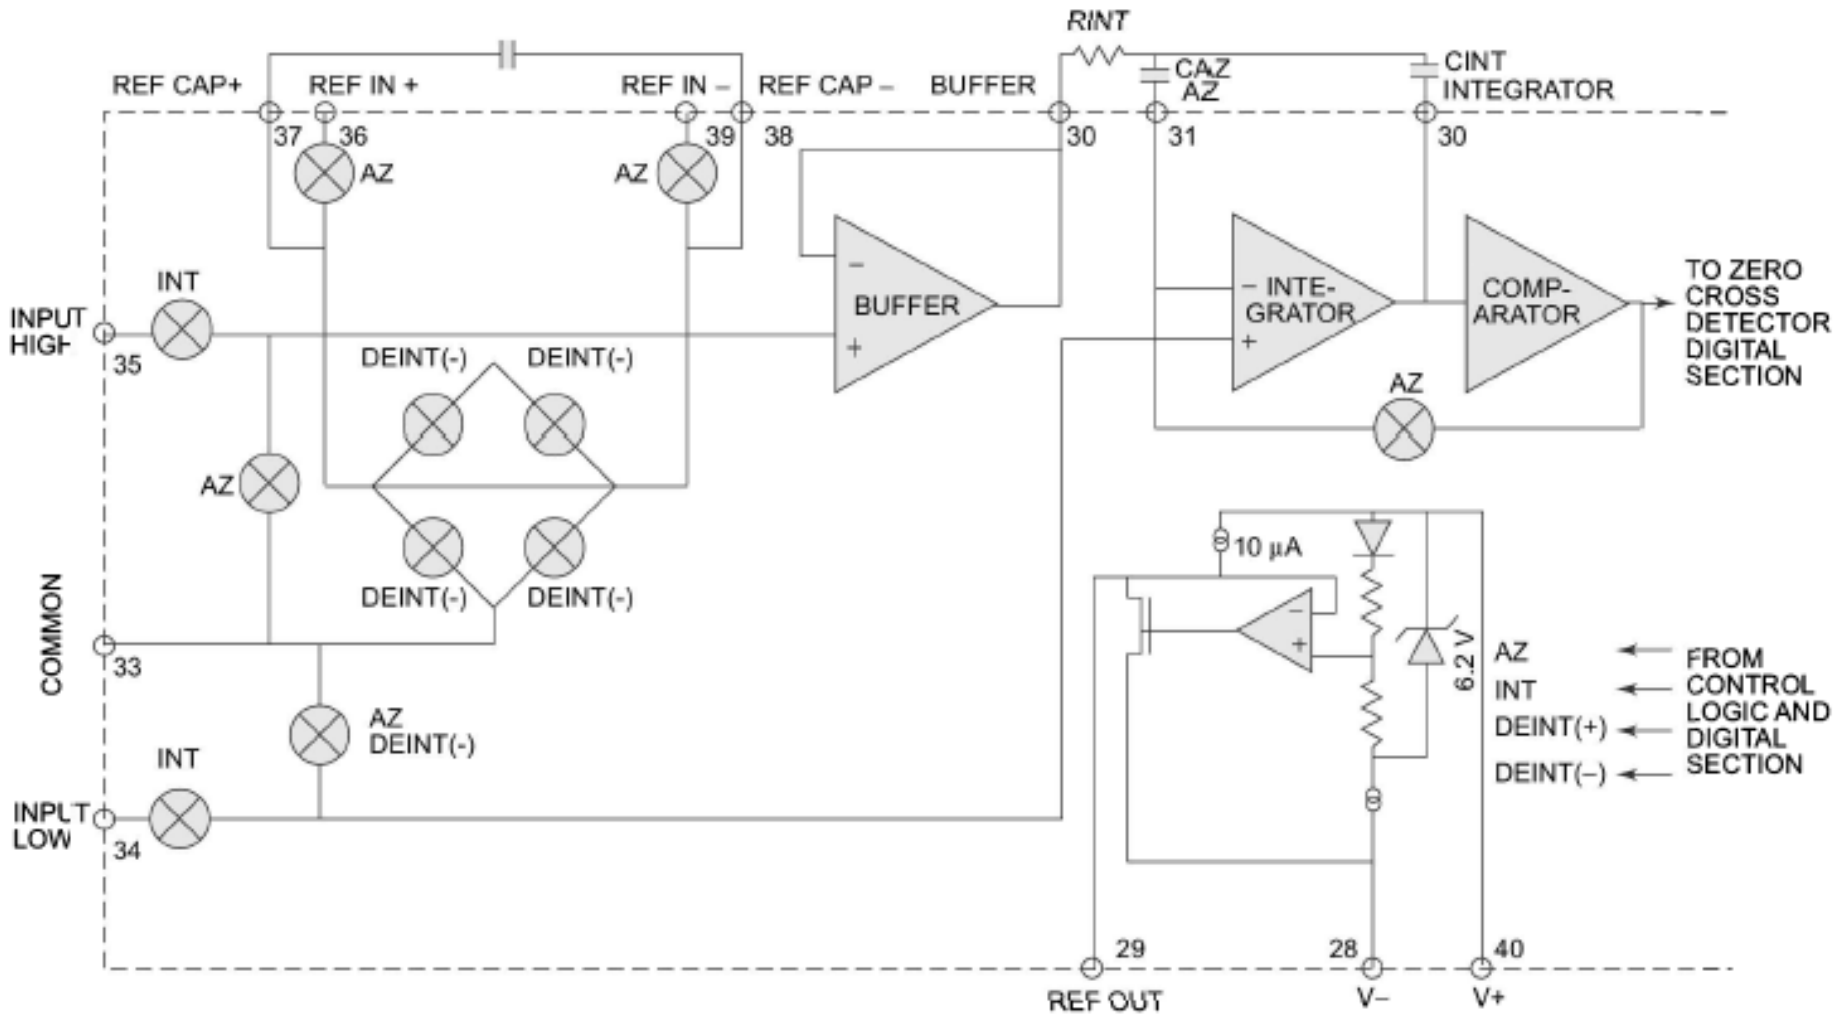 RINT
REF CAP+
REF IN +
REF IN –
REF CAP –
BUFFER
CAZ
AZ
CINT
INTEGRATOR
37
36
39
38
30
31
30
AZ
AZ
INT
INPUT
HIGH
35
DEINT(-)
DEINT(-)
–
BUFFER
+
–
INTE-
GRATOR
+
COMP-
ARATOR
TO ZERO
CROSS
DETECTOR
DIGITAL
SECTION
AZ
AZ
DEINT(-)
DEINT(-)
10 µA
–
+
6.2 V
COMMON
33
AZ
DEINT(-)
INT
INPUT
LOW
34
AZ
INT
DEINT(+)
DEINT(–)
FROM
CONTROL
LOGIC AND
DIGITAL
SECTION
29
28
40
REF OUT
V–
V+